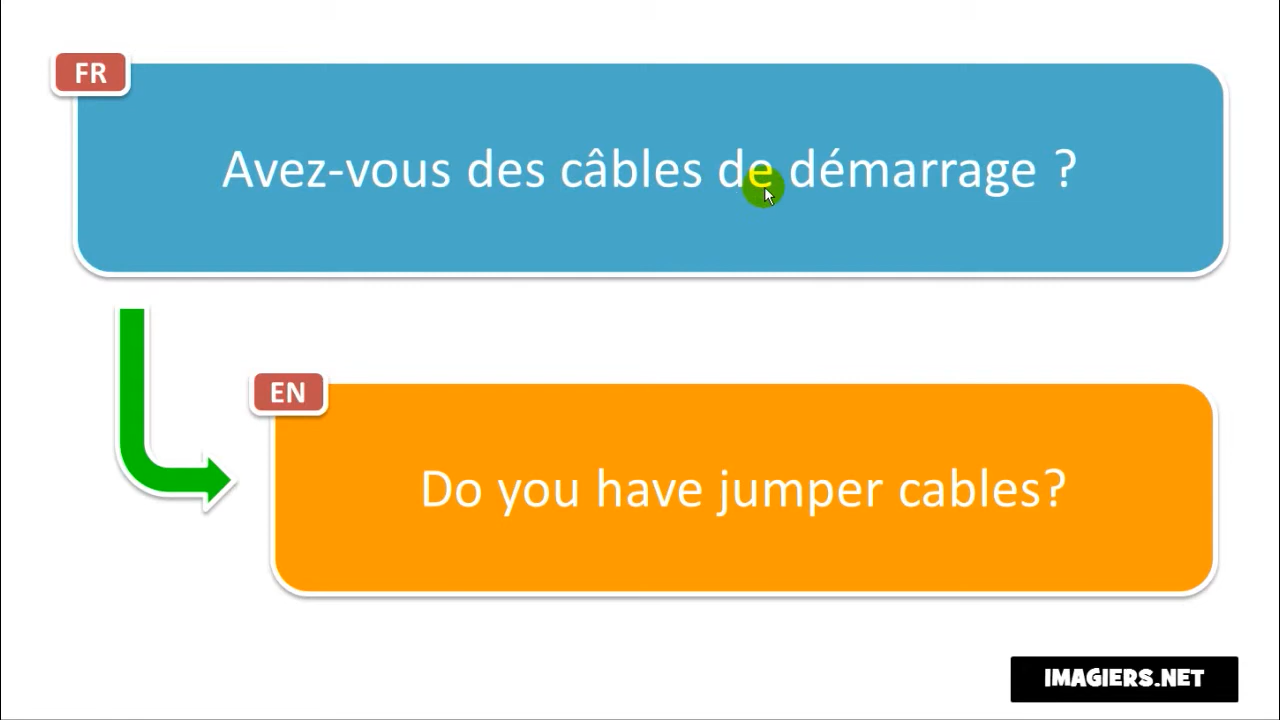 FR
Avez-vous des câbles de démarrage ?
EN
Do you have jumper cables?
IMAGIERS.NET